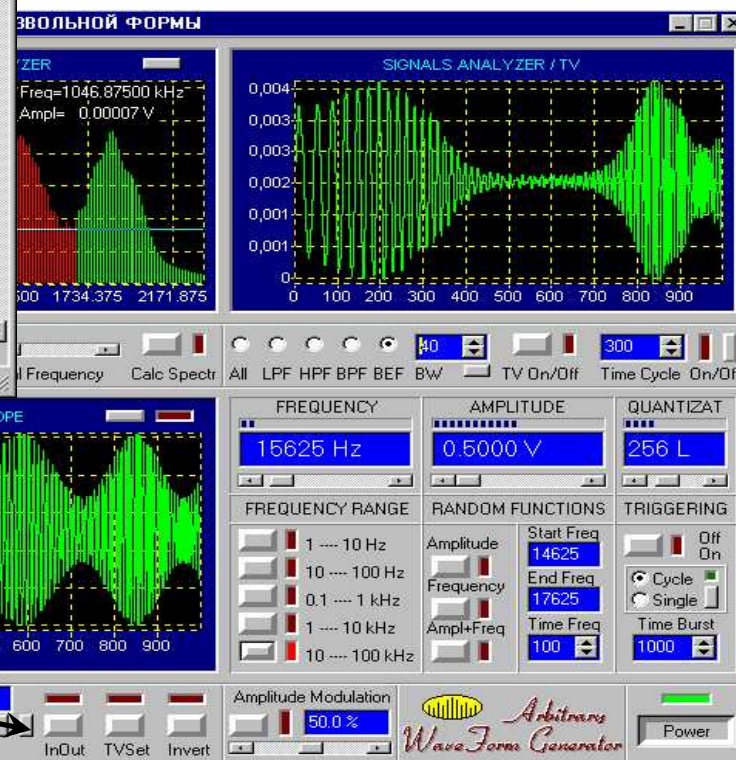 ЗВОЛЬНОЙ ФОРМЫ
YZER
Freq=1046.87500 kHz
Ampl= 0.00007 V
500 1734.375 2171.875
SIGNALS ANALYZER / TV
0,004
0,003
0,003
0,002
0,001
0,001
0
0 100 200 300 400 500 600 700 800 900
l Frequency Calc Spectr
All LPF HPF BPF BEF BW TV On/Off Time Cycle On/Off
40
300
OPE
600 700 800 900
FREQUENCY
15625 Hz
AMPLITUDE
0.5000 V
QUANTIZAT
256 L
FREQUENCY RANGE
1 ---- 10 Hz
10 ---- 100 Hz
0.1 ---- 1 kHz
1 ---- 10 kHz
10 ---- 100 kHz
RANDOM FUNCTIONS
Amplitude
Frequency
Ampl+Freq
Start Freq
14625
End Freq
17625
Time Freq
100
TRIGGERING
Off
On
Cycle
Single
Time Burst
1000
InOut TVSet Invert
Amplitude Modulation
50.0 %
Arbitrary
Wave Form Generator
Power